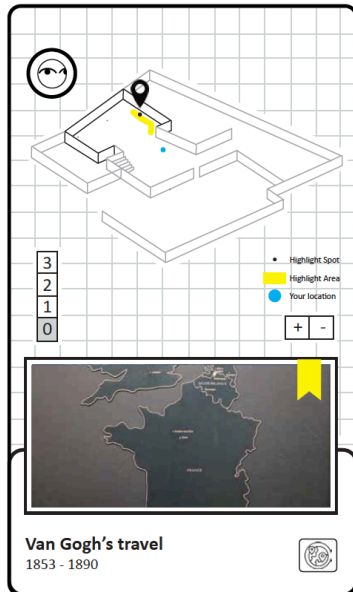 3
2
1
0
Highlight Spot
Highlight Area
Your location
+ -
FRANCE
Van Gogh's travel
1853 - 1890